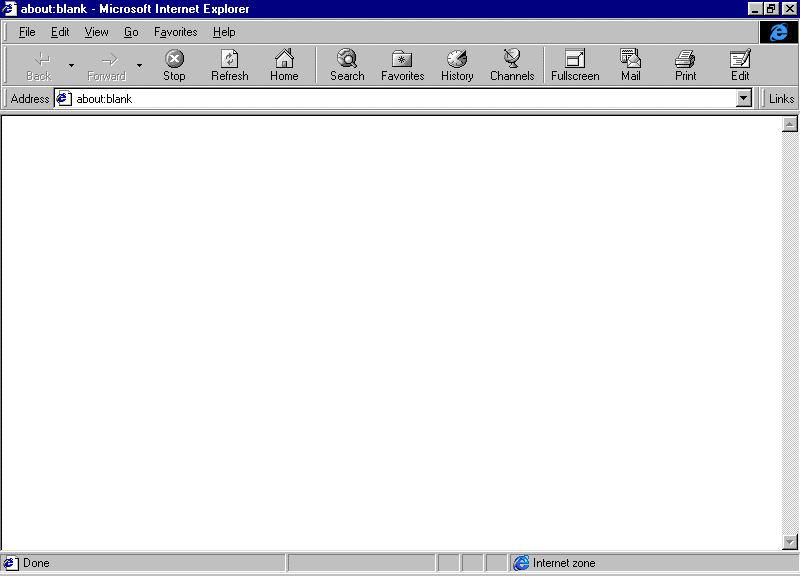 about:blank - Microsoft Internet Explorer
File Edit View Go Favorites Help
Back Forward Stop Refresh Home Search Favorites History Channels Fullscreen Mail Print Edit
Address about:blank Links
Done Internet zone